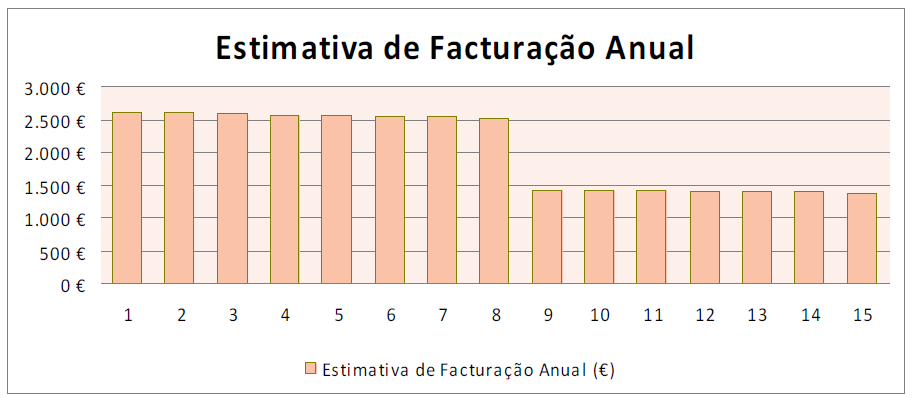 Estimativa de Facturação Anual
3.000 €
2.500 €
2.000 €
1.500 €
1.000 €
500 €
0 €
1 2 3 4 5 6 7 8 9 10 11 12 13 14 15
Estimativa de Facturação Anual (€)